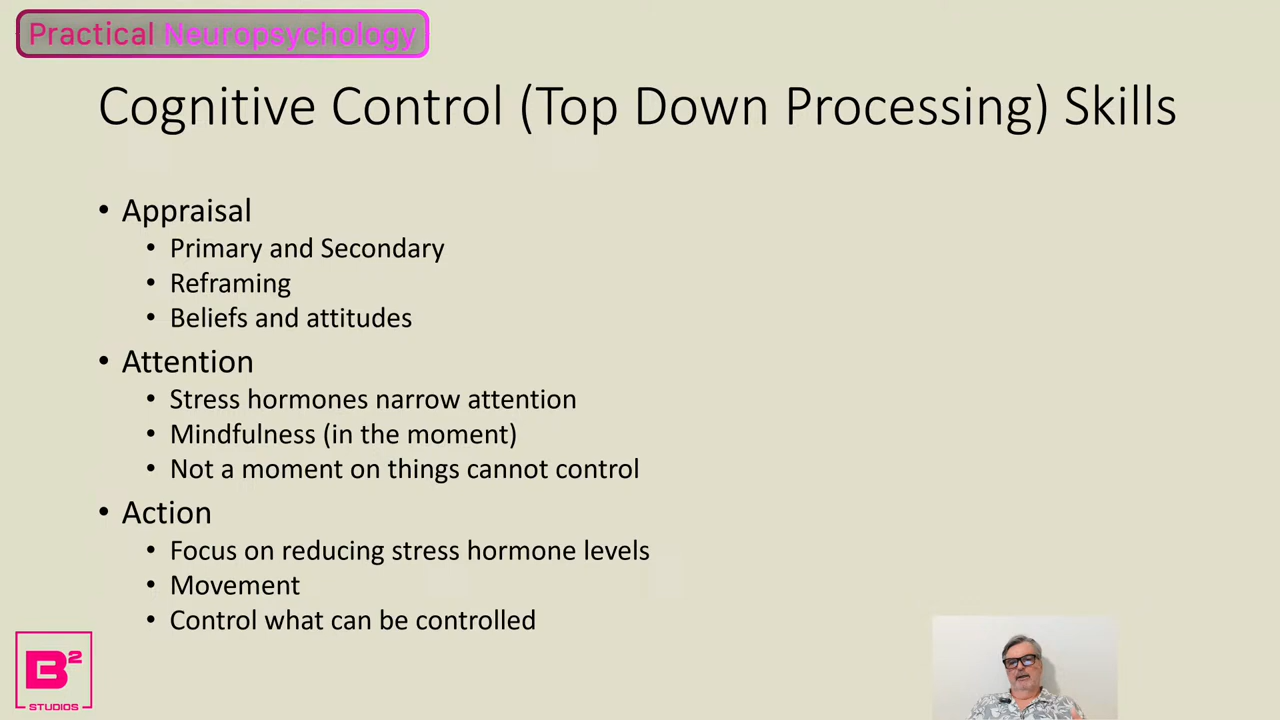 Practical Neuropsychology
Cognitive Control (Top Down Processing) Skills
• Appraisal
• Primary and Secondary
• Reframing
• Beliefs and attitudes
• Attention
• Stress hormones narrow attention
• Mindfulness (in the moment)
• Not a moment on things cannot control
• Action
• Focus on reducing stress hormone levels
• Movement
• Control what can be controlled
B²
STUDIOS